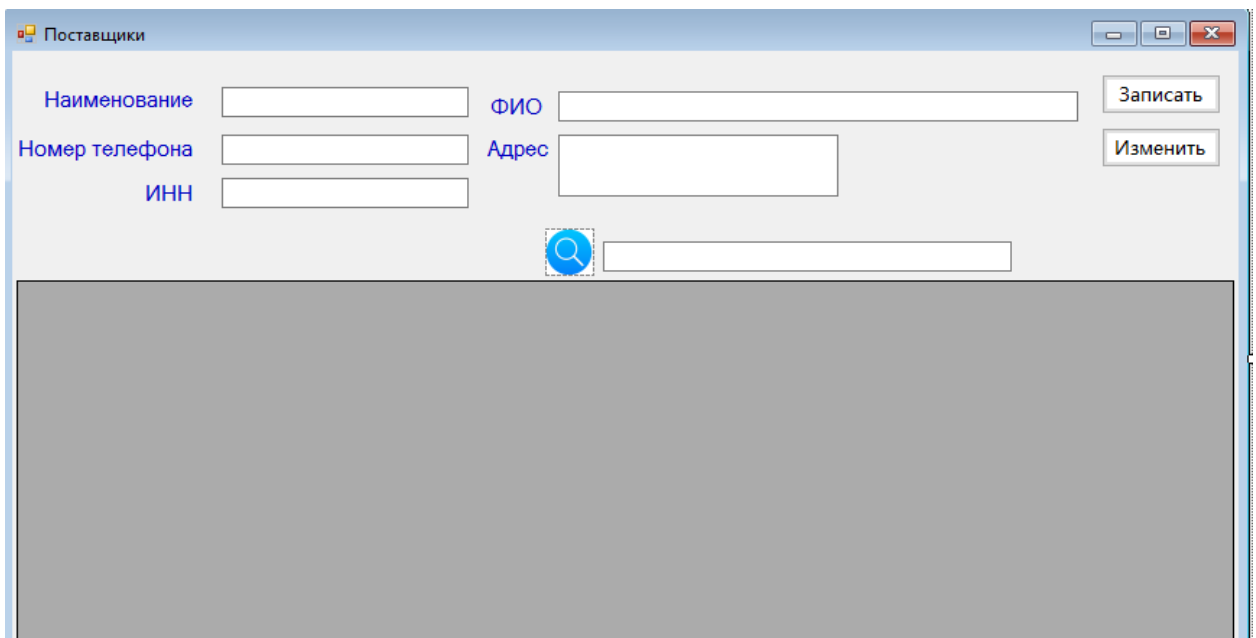 Поставщики
Наименование
ФИО
Записать
Номер телефона
Адрес
Изменить
ИНН